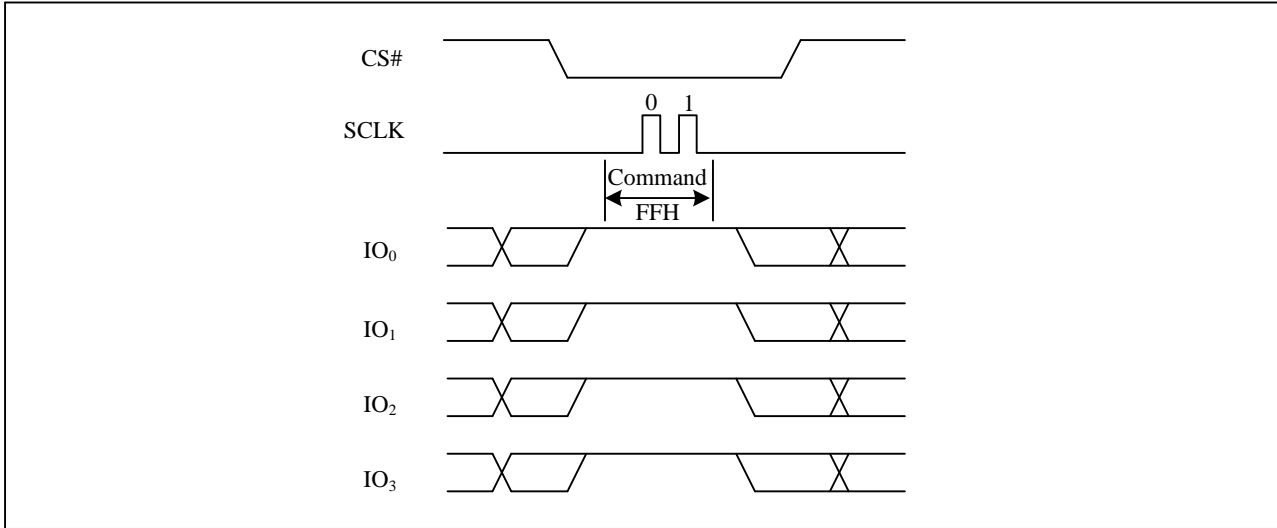 CS#
0 1
SCLK
Command
FFH
IO₀
IO₁
IO₂
IO₃